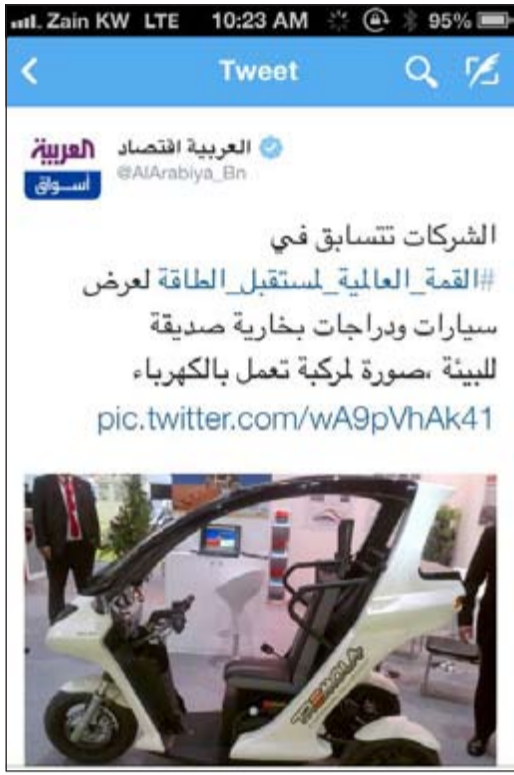 Zain KW LTE 10:23 AM 95%
Tweet
العربية
أسـواق
العربية اقتصاد
@AlArabiya_Bn
الشركات تتسابق في
#القمة_العالمية_لمستقبل_الطاقة لعرض
سيارات ودراجات بخارية صديقة
للبيئة ،صورة لمركبة تعمل بالكهرباء
pic.twitter.com/wA9pVhAk41